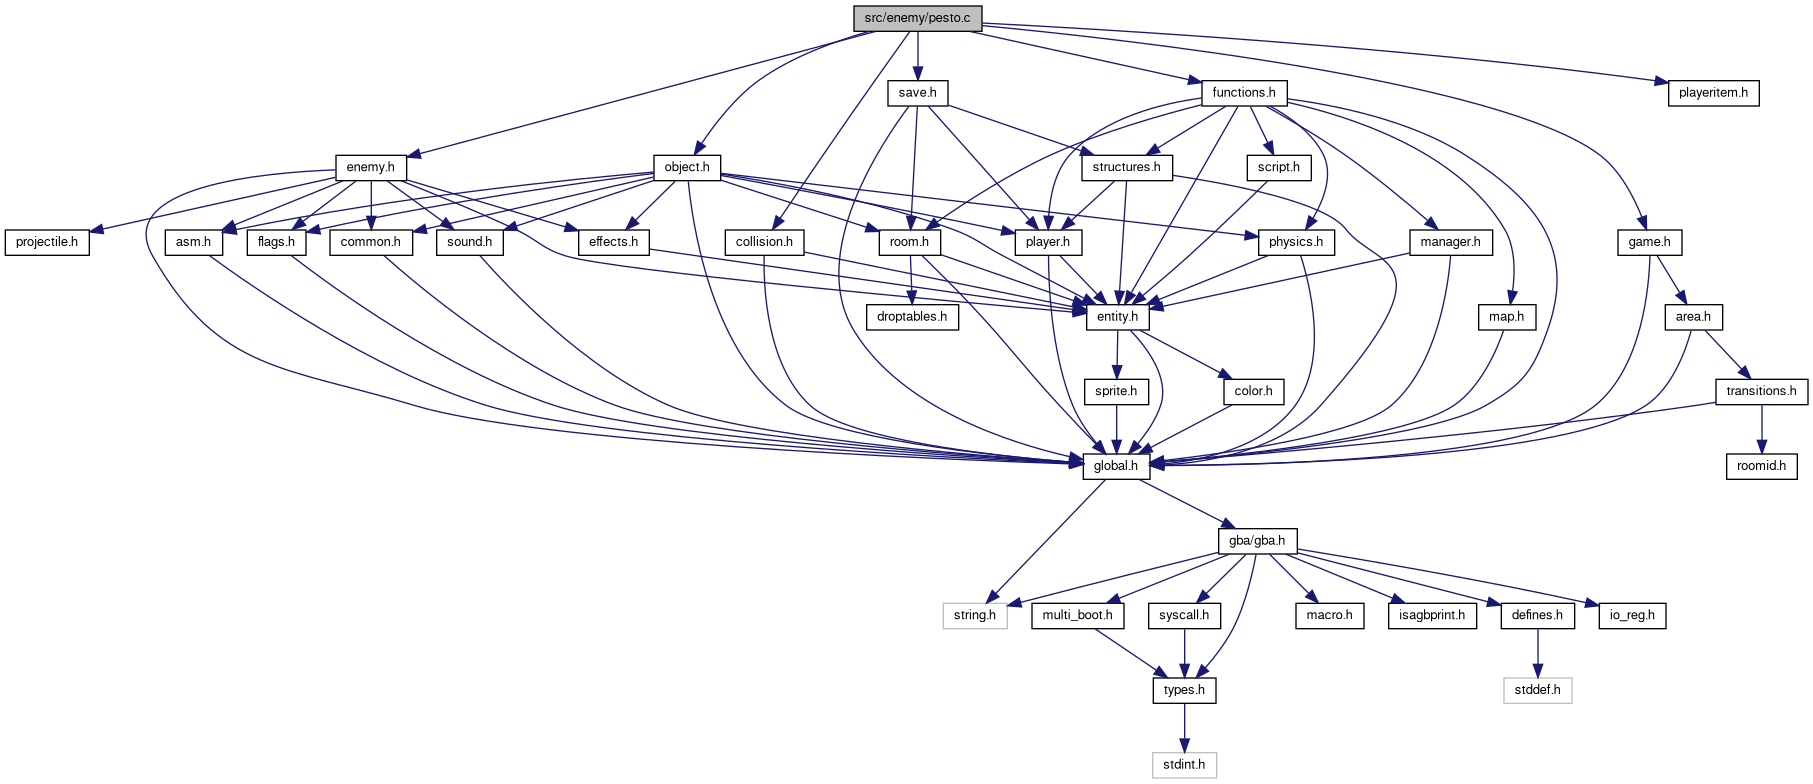 src/enemy/pesto.c
save.h
functions.h
playeritem.h
enemy.h
object.h
structures.h
script.h
projectile.h
asm.h
flags.h
common.h
sound.h
effects.h
collision.h
room.h
player.h
physics.h
manager.h
game.h
droptables.h
entity.h
map.h
area.h
sprite.h
color.h
transitions.h
global.h
roomid.h
gba/gba.h
string.h
multi_boot.h
syscall.h
macro.h
isagbprint.h
defines.h
io_reg.h
types.h
stddef.h
stdint.h